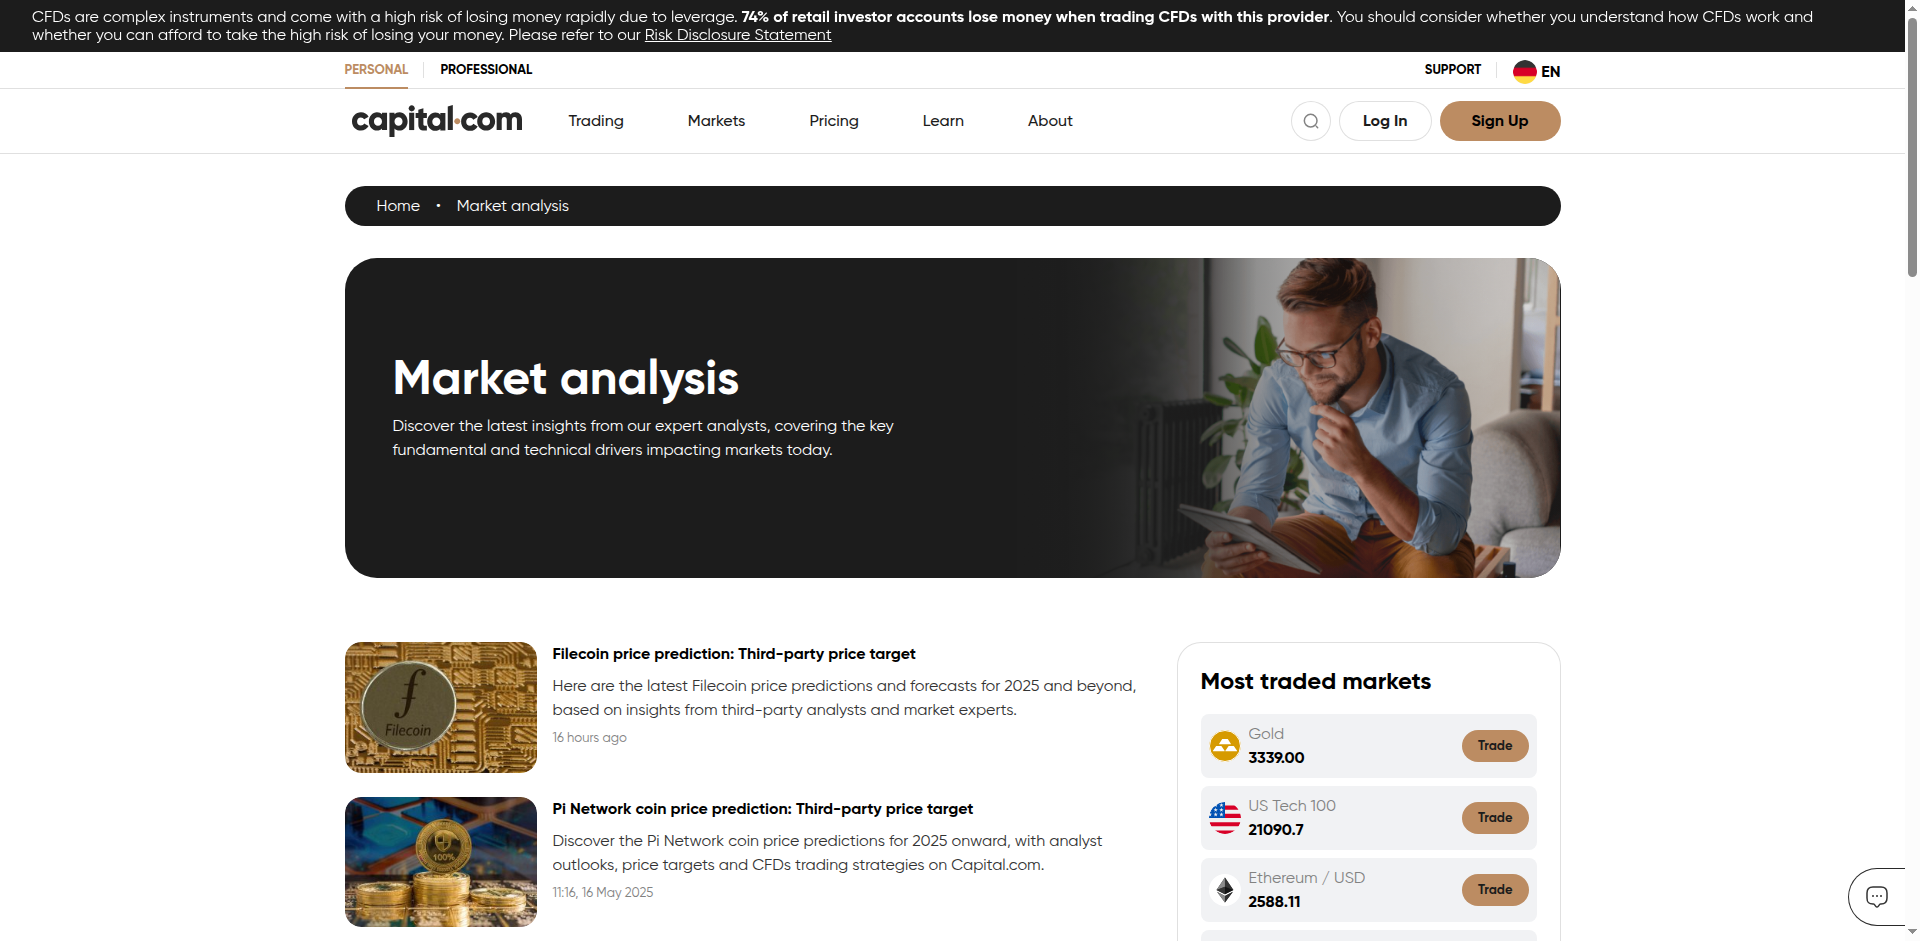 CFDs are complex instruments and come with a high risk of losing money rapidly due to leverage. 74% of retail investor accounts lose money when trading CFDs with this provider. You should consider whether you understand how CFDs work and
whether you can afford to take the high risk of losing your money. Please refer to our Risk Disclosure Statement
PERSONAL
PROFESSIONAL
SUPPORT
EN
capital.com
Trading
Markets
Pricing
Learn
About
Log In
Sign Up
Home • Market analysis
Market analysis
Discover the latest insights from our expert analysts, covering the key
fundamental and technical drivers impacting markets today.
Filecoin
Filecoin price prediction: Third-party price target
Here are the latest Filecoin price predictions and forecasts for 2025 and beyond,
based on insights from third-party analysts and market experts.
16 hours ago
100%
Pi Network coin price prediction: Third-party price target
Discover the Pi Network coin price predictions for 2025 onward, with analyst
outlooks, price targets and CFDs trading strategies on Capital.com.
11:16, 16 May 2025
Most traded markets
Gold
3339.00
Trade
US Tech 100
21090.7
Trade
Ethereum / USD
2588.11
Trade